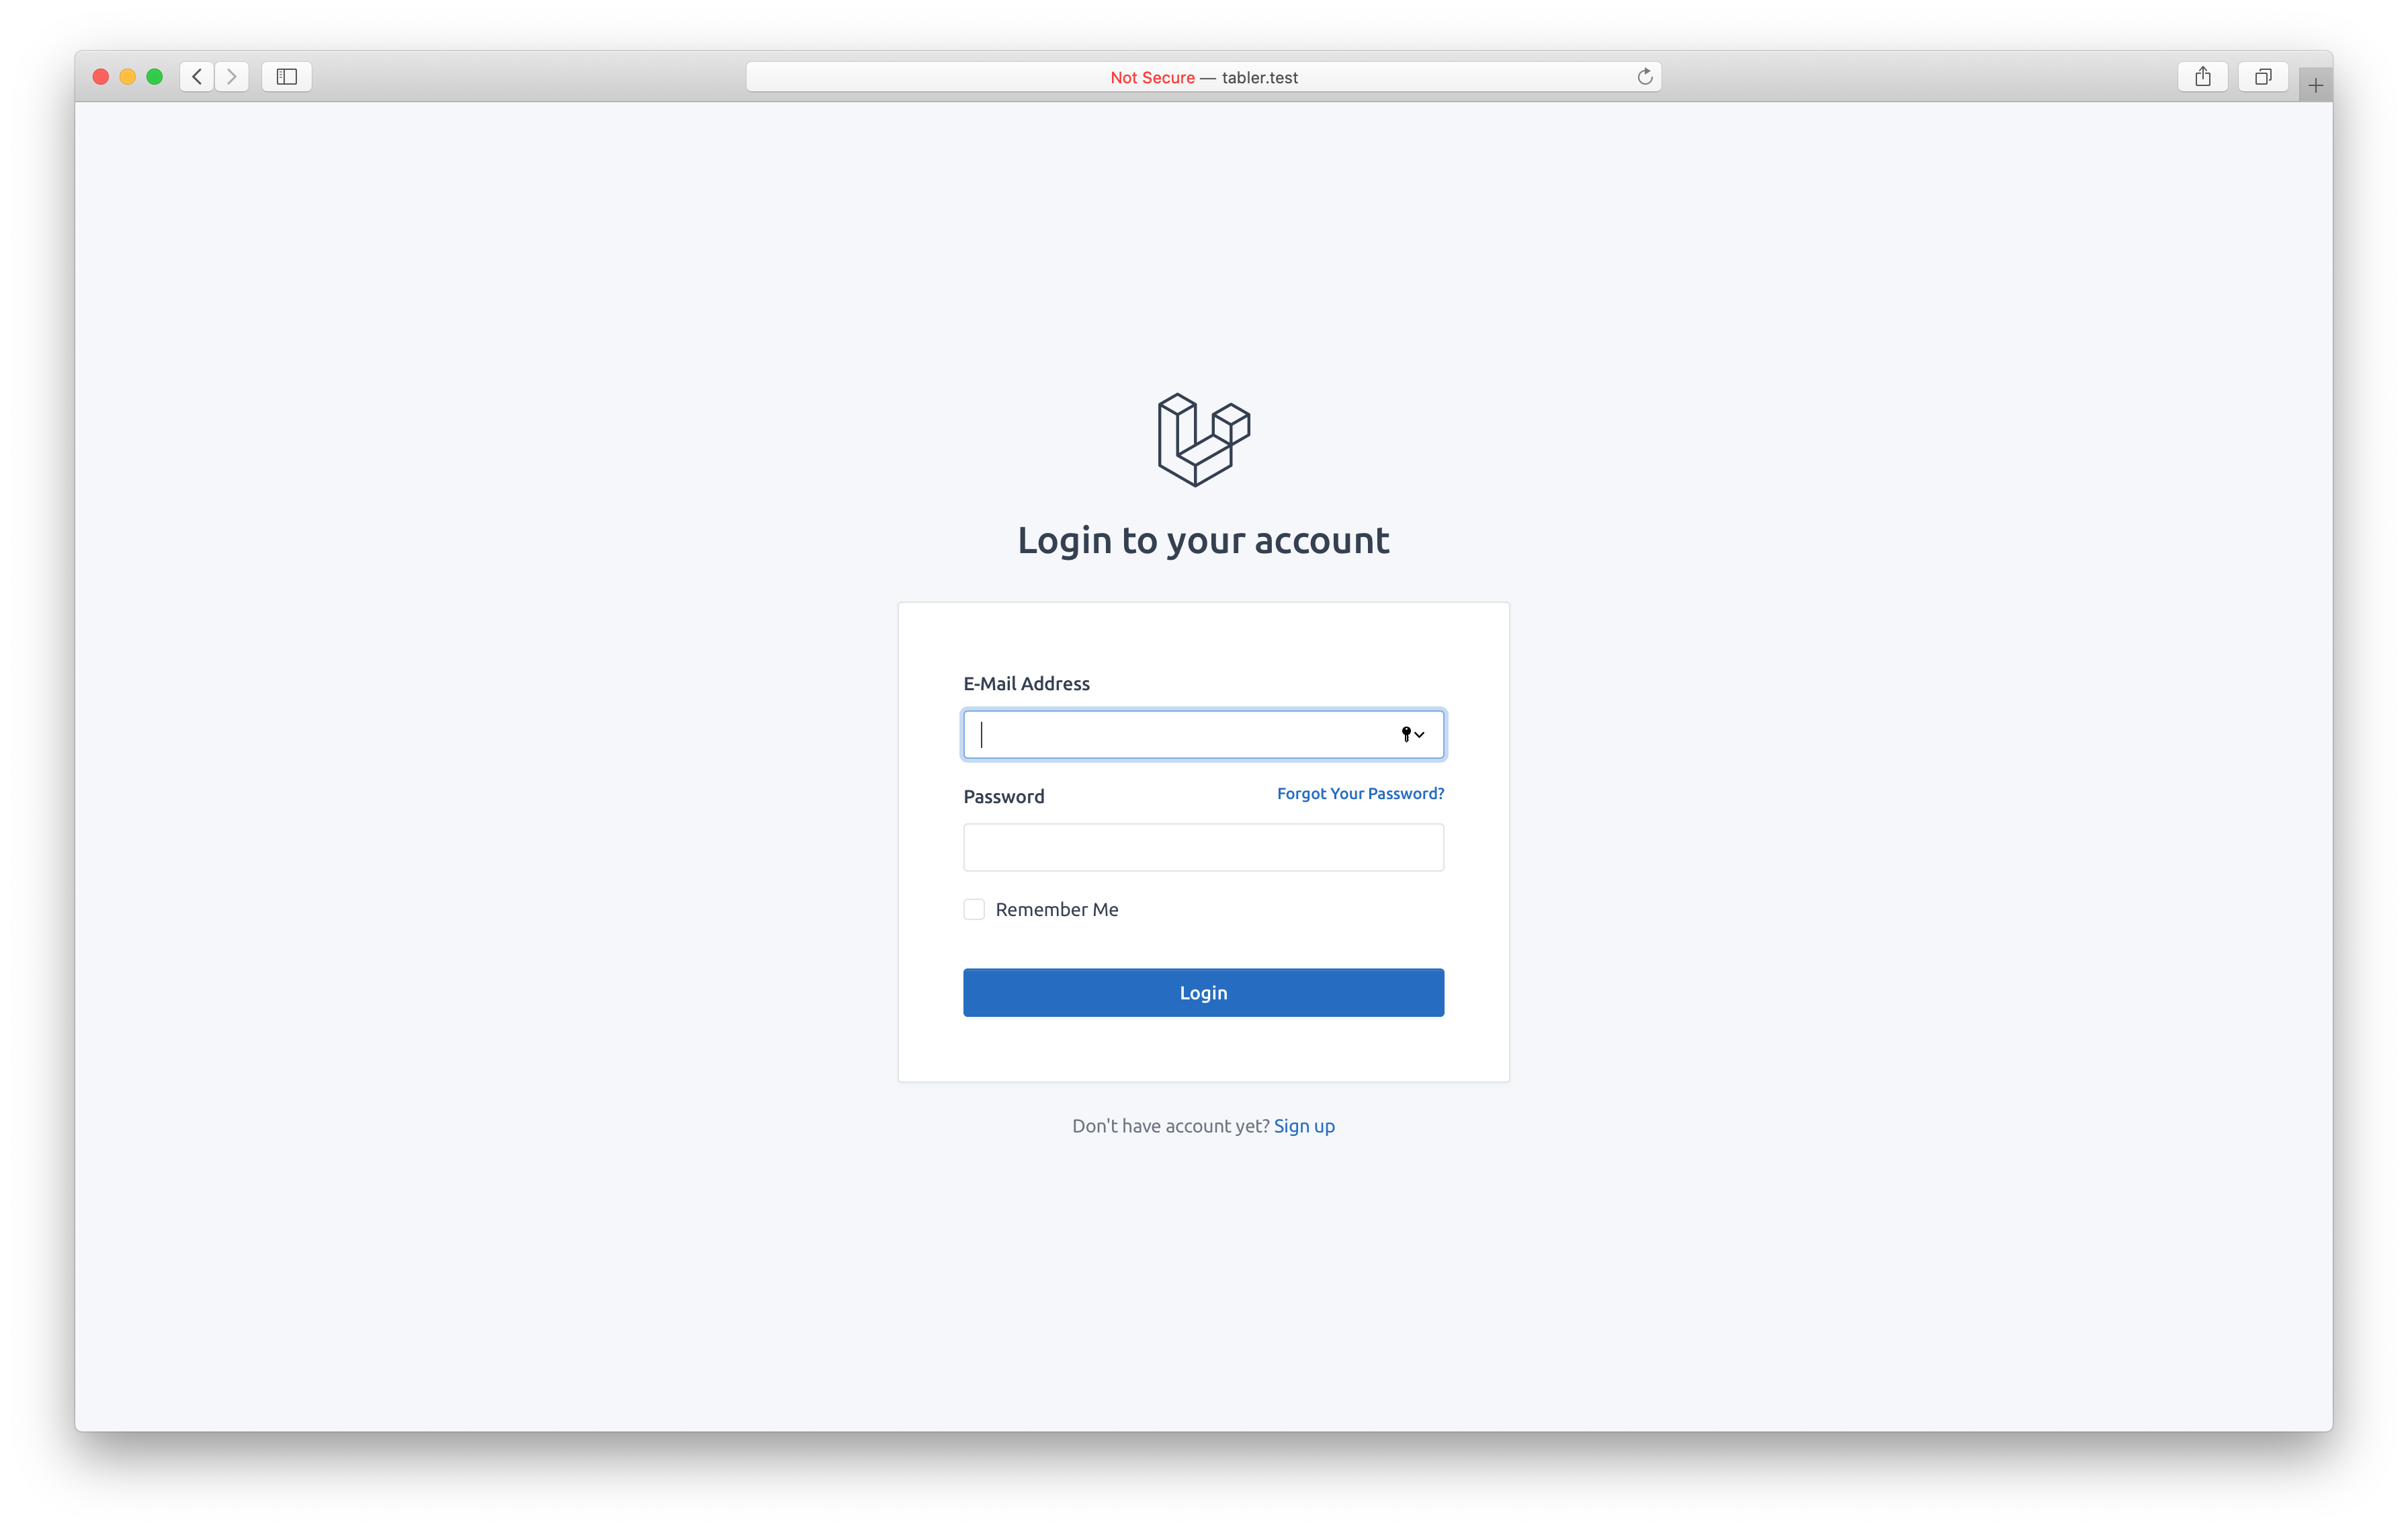 Not Secure — tabler.test
Login to your account
E-Mail Address
Password
Forgot Your Password?
Remember Me
Login
Don't have account yet? Sign up